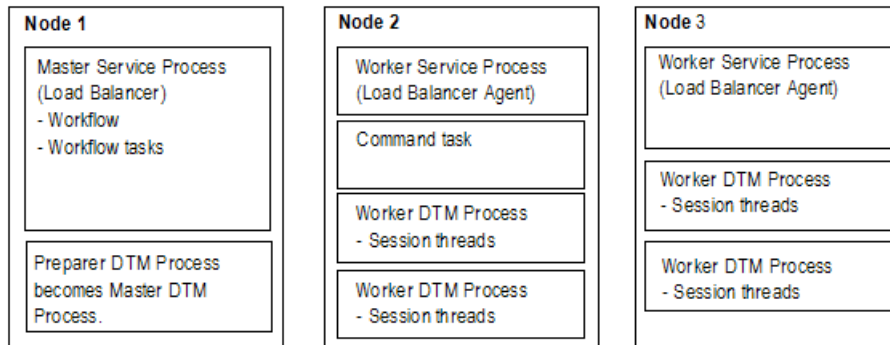 Node 1
Master Service Process
(Load Balancer)
- Workflow
- Workflow tasks
Preparer DTM Process
becomes Master DTM
Process.
Node 2
Worker Service Process
(Load Balancer Agent)
Command task
Worker DTM Process
- Session threads
Worker DTM Process
- Session threads
Node 3
Worker Service Process
(Load Balancer Agent)
Worker DTM Process
- Session threads
Worker DTM Process
- Session threads